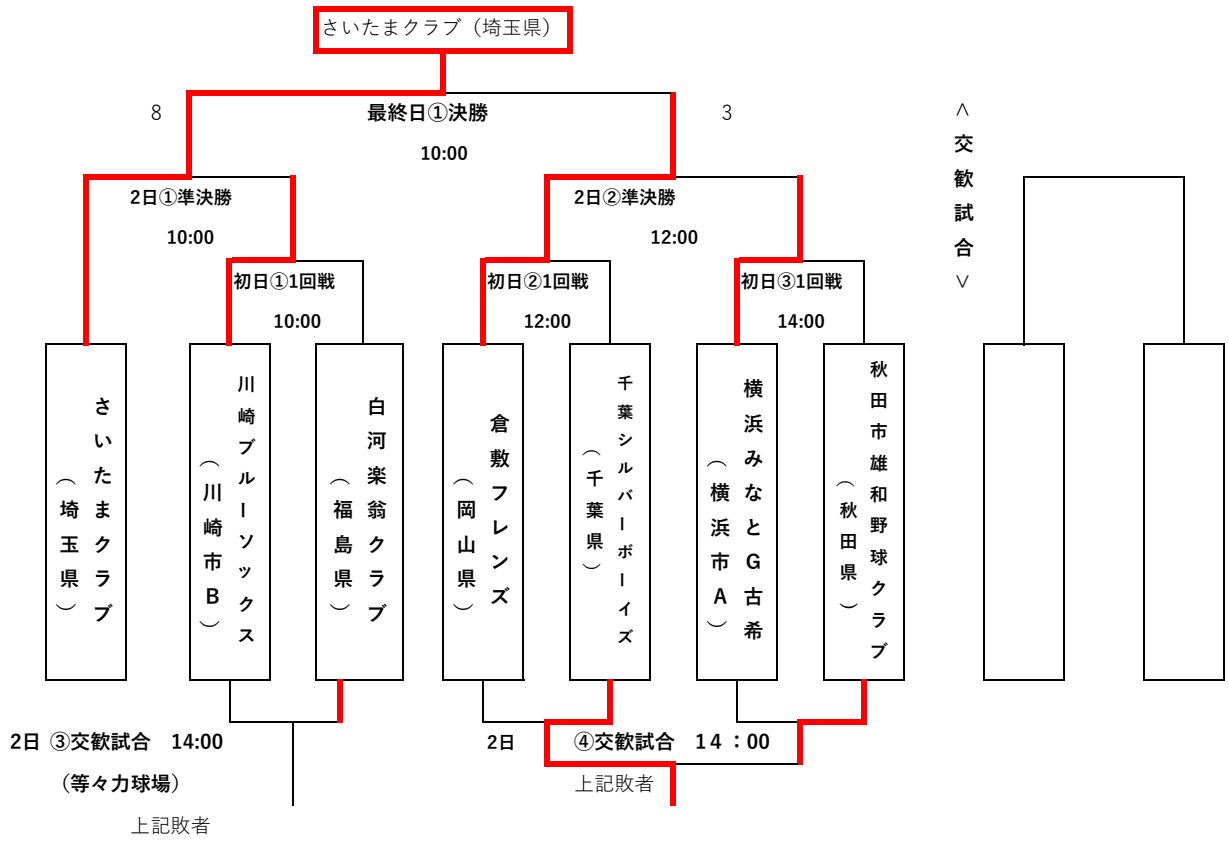 さいたまクラブ（埼玉県）
8
最終日①決勝
3
10:00
＜交歓試合＞
2日①準決勝
2日②準決勝
10:00
12:00
初日①1回戦
初日②1回戦
初日③1回戦
10:00
12:00
14:00
さいたまクラブ
（埼玉県）
川崎ブルーソックス
（川崎市B）
白河楽翁クラブ
（福島県）
倉敷フレンズ
（岡山県）
千葉シルバーボーイズ
（千葉県）
横浜みなとG古希
（横浜市A）
秋田市雄和野球クラブ
（秋田県）
2日 ③交歓試合　14:00
2日　④交歓試合　１４：00
（等々力球場）
上記敗者
上記敗者